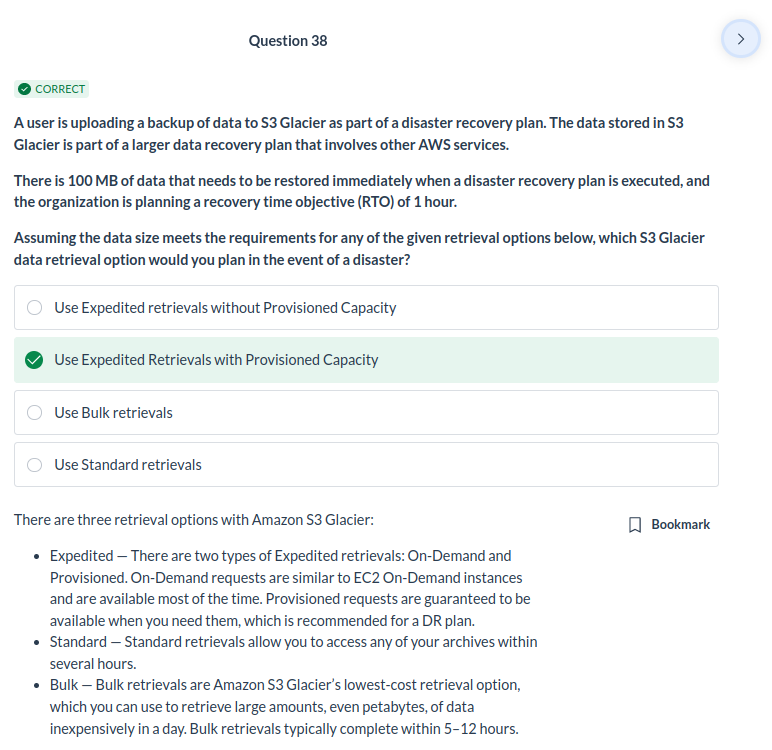 Question 38
CORRECT
A user is uploading a backup of data to S3 Glacier as part of a disaster recovery plan. The data stored in S3
Glacier is part of a larger data recovery plan that involves other AWS services.
There is 100 MB of data that needs to be restored immediately when a disaster recovery plan is executed, and
the organization is planning a recovery time objective (RTO) of 1 hour.
Assuming the data size meets the requirements for any of the given retrieval options below, which S3 Glacier
data retrieval option would you plan in the event of a disaster?
Use Expedited retrievals without Provisioned Capacity
Use Expedited Retrievals with Provisioned Capacity
Use Bulk retrievals
Use Standard retrievals
There are three retrieval options with Amazon S3 Glacier:
Bookmark
• Expedited — There are two types of Expedited retrievals: On-Demand and
Provisioned. On-Demand requests are similar to EC2 On-Demand instances
and are available most of the time. Provisioned requests are guaranteed to be
available when you need them, which is recommended for a DR plan.
• Standard — Standard retrievals allow you to access any of your archives within
several hours.
• Bulk — Bulk retrievals are Amazon S3 Glacier’s lowest-cost retrieval option,
which you can use to retrieve large amounts, even petabytes, of data
inexpensively in a day. Bulk retrievals typically complete within 5–12 hours.